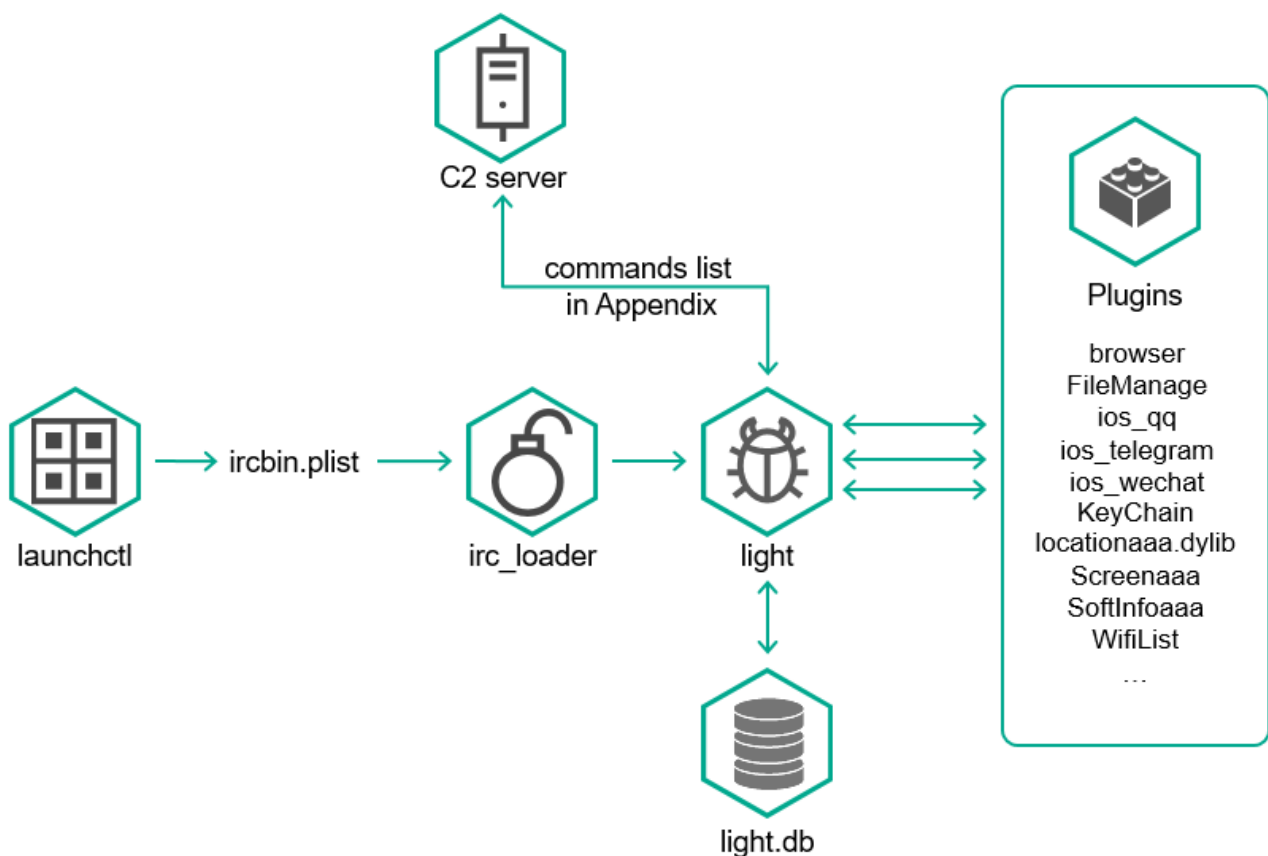 C2 server
commands list
in Appendix
launchctl
ircbin.plist
irc_loader
light
light.db
Plugins
browser
FileManage
ios_qq
ios_telegram
ios_wechat
KeyChain
locationaaa.dylib
Screenaaa
SoftInfoaaa
WifiList
...